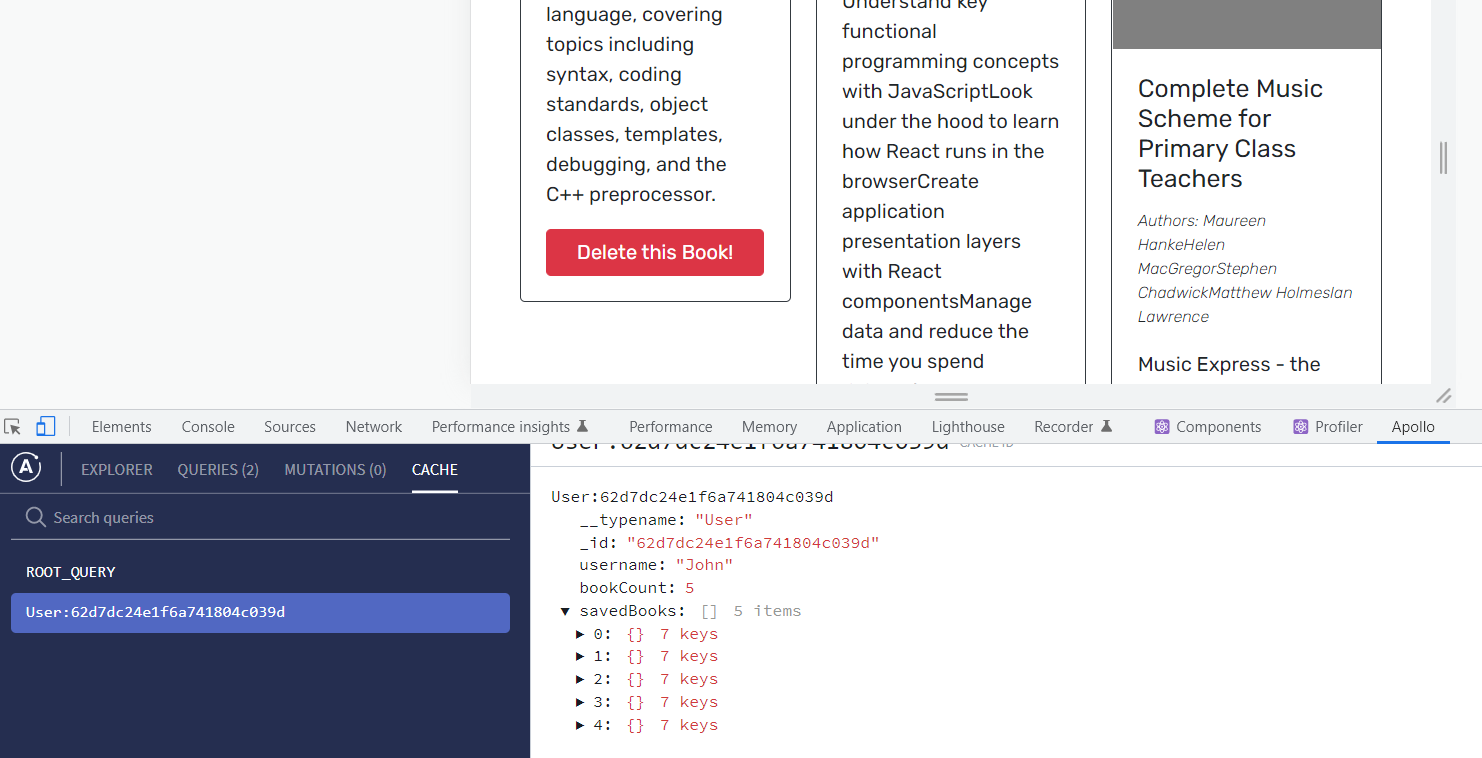 language, covering
topics including
syntax, coding
standards, object
classes, templates,
debugging, and the
C++ preprocessor.
Delete this Book!
Understand key
functional
programming concepts
with JavaScriptLook
under the hood to learn
how React runs in the
browserCreate
application
presentation layers
with React
componentsManage
data and reduce the
time you spend
Complete Music
Scheme for
Primary Class
Teachers
Authors: Maureen
HankeHelen
MacGregorStephen
ChadwickMatthew HolmesIan
Lawrence
Music Express - the
Elements Console Sources Network Performance insights Performance Memory Application Lighthouse Recorder Components Profiler Apollo
A EXPLORER QUERIES (2) MUTATIONS (0) CACHE
Search queries
ROOT_QUERY
User:62d7dc24e1f6a741804c039d
User:62d7dc24e1f6a741804c039d CACHE ID
User:62d7dc24e1f6a741804c039d
__typename: "User"
_id: "62d7dc24e1f6a741804c039d"
username: "John"
bookCount: 5
▼ savedBooks: [] 5 items
▶ 0: {} 7 keys
▶ 1: {} 7 keys
▶ 2: {} 7 keys
▶ 3: {} 7 keys
▶ 4: {} 7 keys